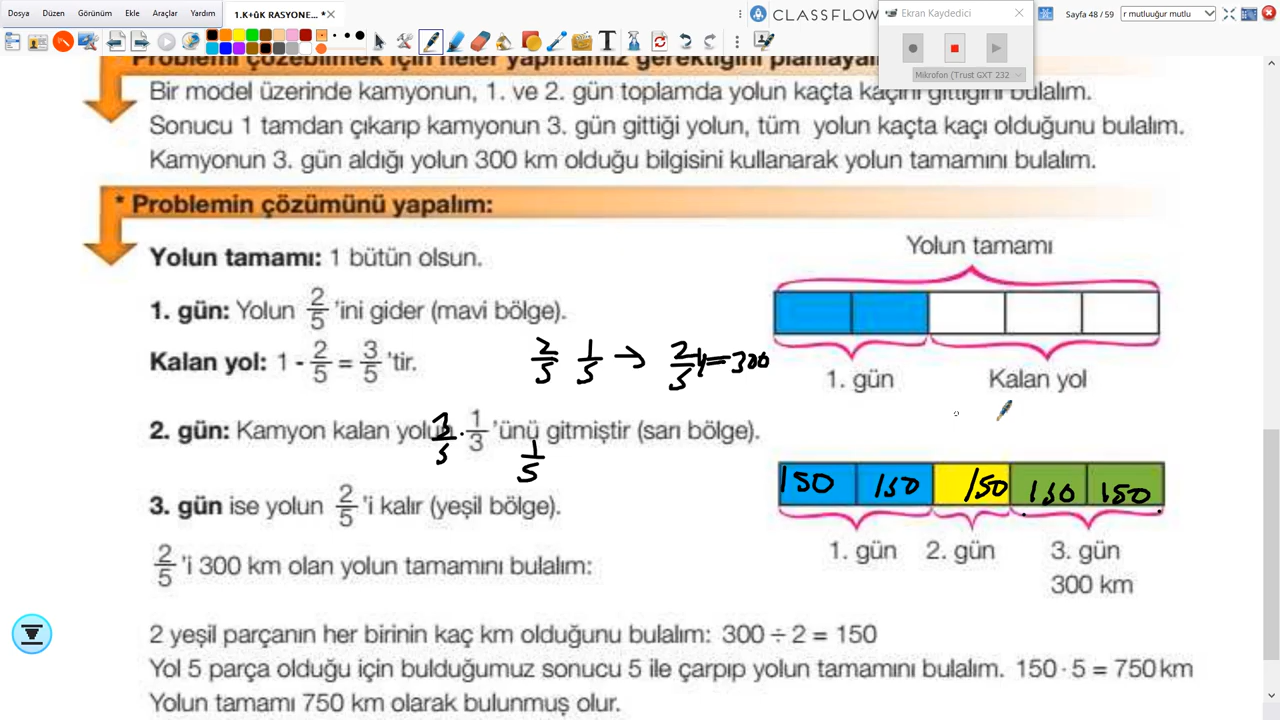 Dosya Düzen Görünüm Ekle Araçlar Yardım
1.K+ûK RASYONE... *
CLASSFLOW
Ekran Kaydedici
Sayfa 48 / 59
r mutluuğur mutlu
Mikrofon (Trust GXT 232
Problemi çözebilmek için neler yapmamız gerektiğini
Bir model üzerinde kamyonun, 1. ve 2. gün toplamda yolun kaçta kaçını gittiğini bulalım.
Sonucu 1 tamdan çıkarıp kamyonun 3. gün gittiği yolun, tüm yolun kaçta kaçı olduğunu bulalım.
Kamyonun 3. gün aldığı yolun 300 km olduğu bilgisini kullanarak yolun tamamını bulalım.
* Problemin çözümünü yapalım:
Yolun tamamı: 1 bütün olsun.
Yolun tamamı
1. gün: Yolun 2/5 'ini gider (mavi bölge).
Kalan yol: 1 - 2/5 = 3/5 'tir.
2/5 1/5 → 2/5 = 300
1. gün Kalan yol
2. gün: Kamyon kalan yolun 3/5 · 1/3 'ünü gitmiştir (sarı bölge).
1/5
150 150 150 150 150
3. gün ise yolun 2/5 'i kalır (yeşil bölge).
1. gün 2. gün 3. gün
300 km
2/5 'i 300 km olan yolun tamamını bulalım:
2 yeşil parçanın her birinin kaç km olduğunu bulalım: 300 ÷ 2 = 150
Yol 5 parça olduğu için bulduğumuz sonucu 5 ile çarpıp yolun tamamını bulalım. 150 · 5 = 750 km
Yolun tamamı 750 km olarak bulunmuş olur.